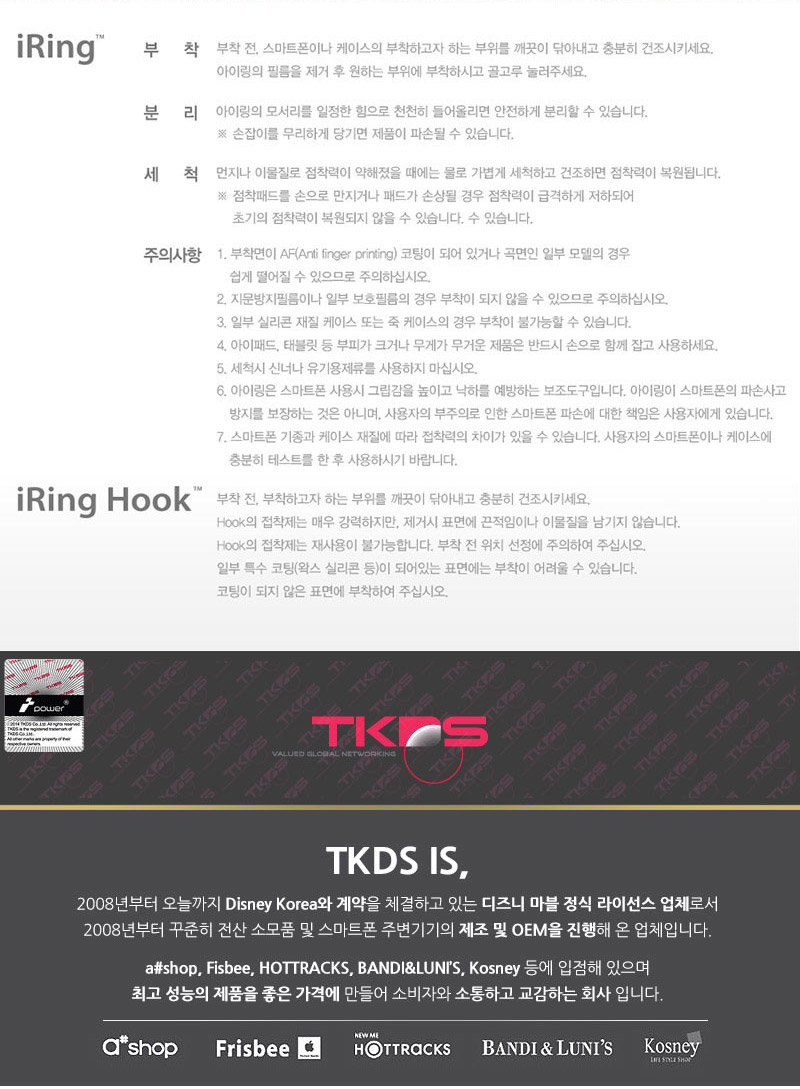 iRing™
부 착 부착 전, 스마트폰이나 케이스의 부착하고자 하는 부위를 깨끗이 닦아내고 충분히 건조시키세요.
아이링의 필름을 제거 후 원하는 부위에 부착하시고 골고루 눌러주세요.
분 리 아이링의 모서리를 일정한 힘으로 천천히 들어올리면 안전하게 분리할 수 있습니다.
※ 손잡이를 무리하게 당기면 제품이 파손될 수 있습니다.
세 척 먼지나 이물질로 점착력이 약해졌을 때에는 물로 가볍게 세척하고 건조하면 점착력이 복원됩니다.
※ 점착패드를 손으로 만지거나 패드가 손상될 경우 점착력이 급격하게 저하되어
초기의 점착력이 복원되지 않을 수 있습니다. 수 있습니다.
주의사항 1. 부착면이 AF(Anti finger printing) 코팅이 되어 있거나 곡면인 일부 모델의 경우
쉽게 떨어질 수 있으므로 주의하십시오.
2. 지문방지필름이나 일부 보호필름의 경우 부착이 되지 않을 수 있으므로 주의하십시오.
3. 일부 실리콘 재질 케이스 또는 죽 케이스의 경우 부착이 불가능할 수 있습니다.
4. 아이패드, 태블릿 등 부피가 크거나 무게가 무거운 제품은 반드시 손으로 함께 잡고 사용하세요.
5. 세척시 신너나 유기용제류를 사용하지 마십시오.
6. 아이링은 스마트폰 사용시 그립감을 높이고 낙하를 예방하는 보조도구입니다. 아이링이 스마트폰의 파손사고
방지를 보장하는 것은 아니며, 사용자의 부주의로 인한 스마트폰 파손에 대한 책임은 사용자에게 있습니다.
7. 스마트폰 기종과 케이스 재질에 따라 접착력의 차이가 있을 수 있습니다. 사용자의 스마트폰이나 케이스에
충분히 테스트를 한 후 사용하시기 바랍니다.
iRing Hook™ 부착 전, 부착하고자 하는 부위를 깨끗이 닦아내고 충분히 건조시키세요.
Hook의 접착제는 매우 강력하지만, 제거시 표면에 끈적임이나 이물질을 남기지 않습니다.
Hook의 접착제는 재사용이 불가능합니다. 부착 전 위치 선정에 주의하여 주십시오.
일부 특수 코팅(왁스 실리콘 등)이 되어있는 표면에는 부착이 어려울 수 있습니다.
코팅이 되지 않은 표면에 부착하여 주십시오.
power®
©2014 TKDS Co.,Ltd. All rights reserved.
TKDS is the registered trademark of
TKDS Co.,Ltd.
All other marks are property of their
respective owners.
TKDS
VALUED GLOBAL NETWORKING
TKDS IS,
2008년부터 오늘까지 Disney Korea와 계약을 체결하고 있는 디즈니 마블 정식 라이선스 업체로서
2008년부터 꾸준히 전산 소모품 및 스마트폰 주변기기의 제조 및 OEM을 진행해 온 업체입니다.
a#shop, Fisbee, HOTTRACKS, BANDI&LUNI'S, Kosney 등에 입점해 있으며
최고 성능의 제품을 좋은 가격에 만들어 소비자와 소통하고 교감하는 회사 입니다.
a#shop Frisbee NEW ME HOTTRACKS BANDI & LUNI'S Kosney
LIFE STYLE SHOP